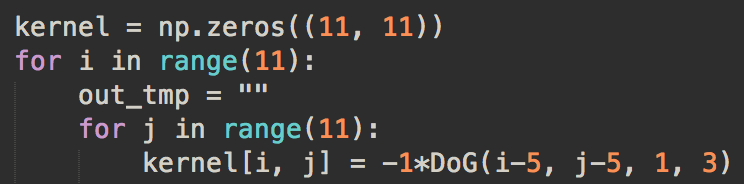 kernel = np.zeros((11, 11))
for i in range(11):
    out_tmp = ""
    for j in range(11):
        kernel[i, j] = -1*DoG(i-5, j-5, 1, 3)